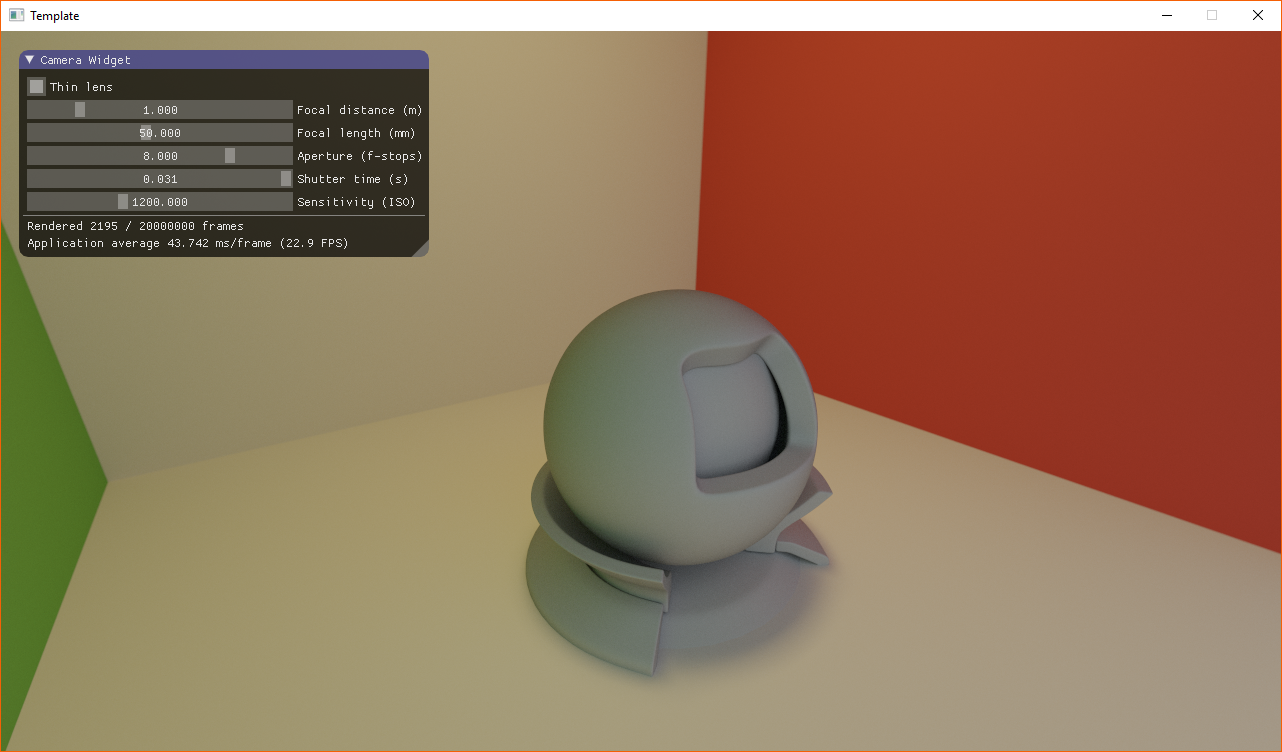 Template
Camera Widget
Thin lens
1.000 Focal distance (m)
50.000 Focal length (mm)
8.000 Aperture (f-stops)
0.031 Shutter time (s)
1200.000 Sensitivity (ISO)
Rendered 2195 / 20000000 frames
Application average 43.742 ms/frame (22.9 FPS)